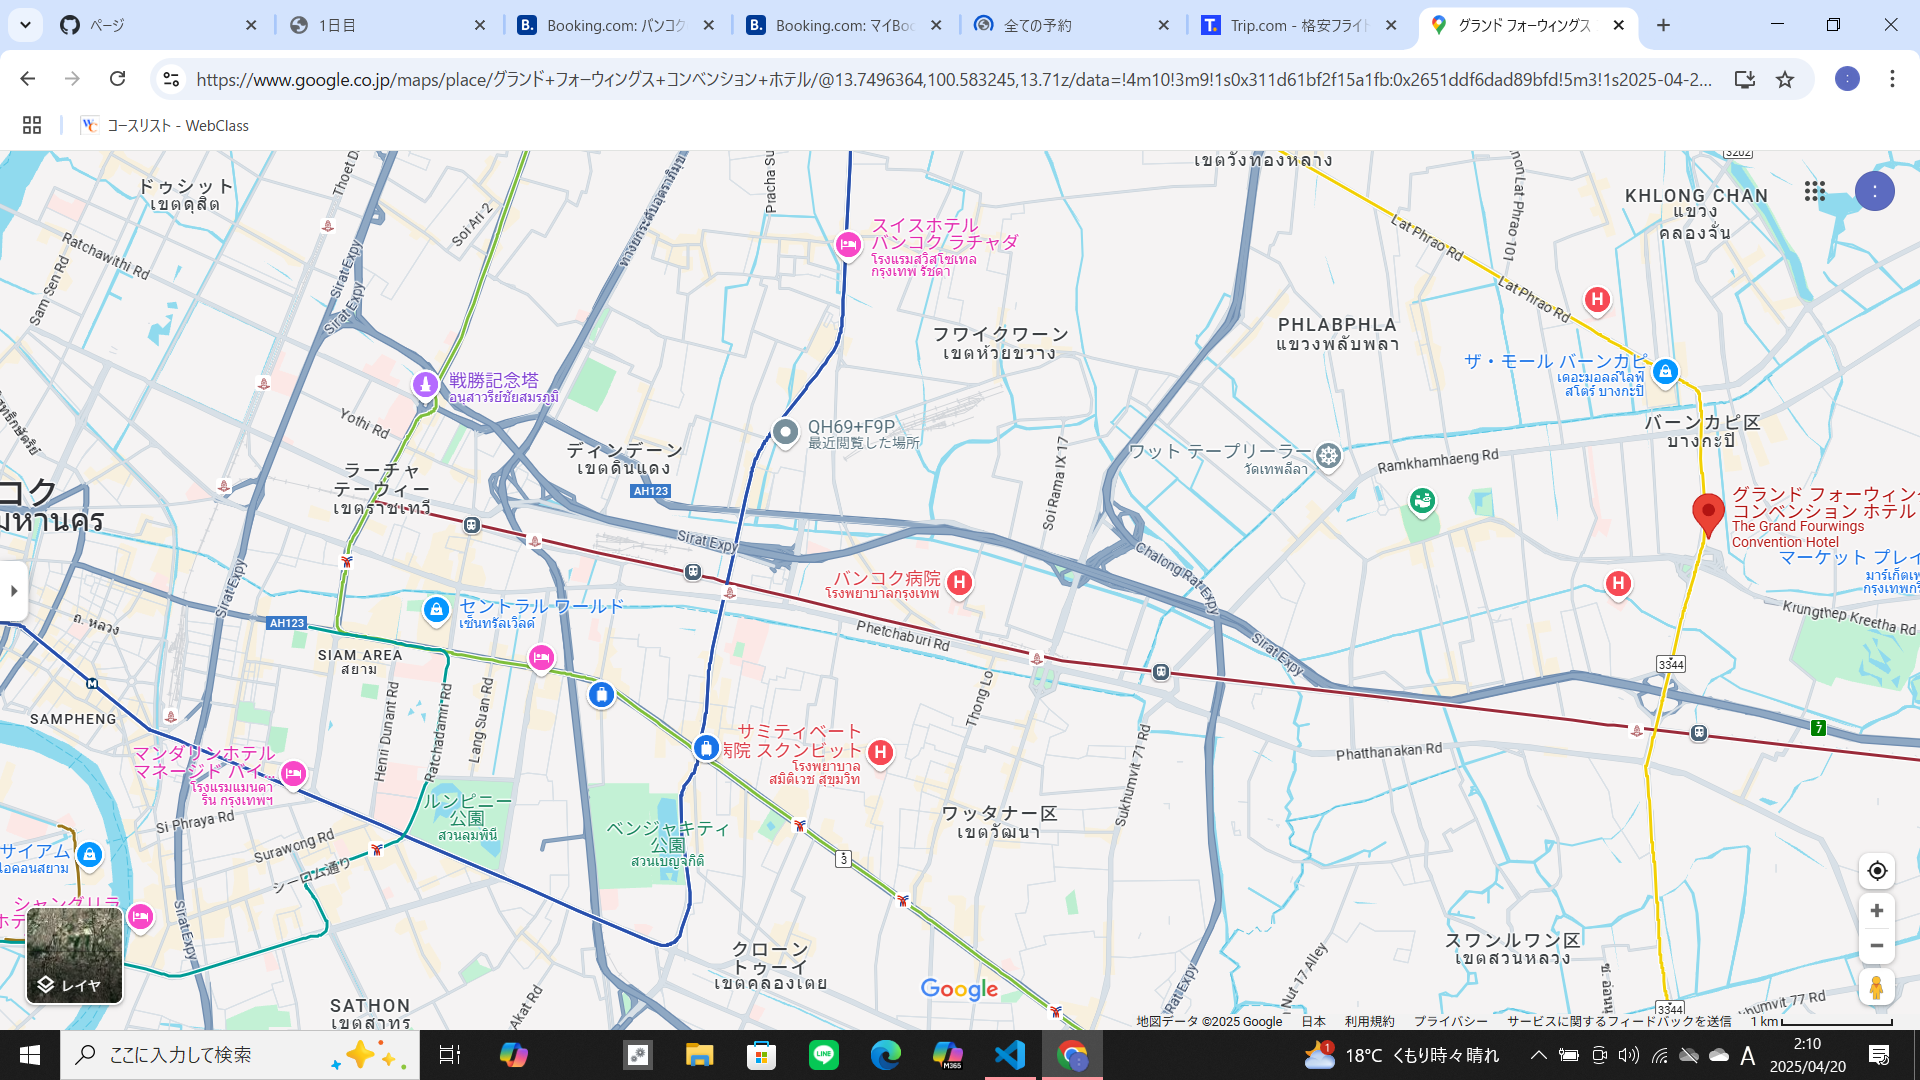 ページ
1日目
Booking.com: バンコク
Booking.com: マイBoo
全ての予約
Trip.com - 格安フライト
グランド フォーウィングス
https://www.google.co.jp/maps/place/グランド+フォーウィングス+コンベンション+ホテル/@13.7496364,100.583245,13.71z/data=!4m10!3m9!1s0x311d61bf2f15a1fb:0x2651ddf6dad89bfd!5m3!1s2025-04-2...
コースリスト - WebClass
ドゥシット
เขตดุสิต
Ratchawithi Rd
Sam Sen Rd
Sirat Expy
Sirat Expy
Soi Ari 2
ทางยกระดับอุตราภิมุข
Pracha Su
スイスホテル
バンコク ラチャダ
โรงแรมสวิสโซเทล
กรุงเทพ รัชดา
เขตวังทองหลาง
3202
Lat Phrao Rd
Lat Phrao Rd
KHLONG CHAN
แขวง
คลองจั่น
フワイクワーン
เขตห้วยขวาง
PHLABPHLA
แขวงพลับพลา
ザ・モール バーンカピ
เดอะมอลล์ไลฟ์
สโตร์ บางกะปิ
バーンカピ区
บางกะปิ
戦勝記念塔
อนุสาวรีย์ชัยสมรภูมิ
Yothi Rd
QH69+F9P
最近閲覧した場所
ディンデーン
เขตดินแดง
AH123
ワット テープリーラー
วัดเทพลีลา
Ramkhamhaeng Rd
Soi Rama IX 17
ラーチャ
テーウィー
เขตราชเทวี
コク
มหานคร
グランド フォーウィング
コンベンション ホテル
The Grand Fourwings
Convention Hotel
マーケット プレイ
Sirat Expy
Chalong Rat Expy
バンコク病院
โรงพยาบาลกรุงเทพ
Krungthep Kreetha Rd
Sirat Expy
セントラル ワールド
เซ็นทรัลเวิลด์
AH123
ถ. หลวง
Phetchaburi Rd
Sirat Expy
SIAM AREA
สยาม
3344
SAMPHENG
Henri Dunant Rd
Ratchadamri Rd
Lang Suan Rd
Thong Lo
Sukhumvit 71 Rd
7
Phatthanakan Rd
サミティベート
病院 スクンビット
โรงพยาบาล
สมิติเวช สุขุมวิท
マンダリンホテル
マネージド バイ...
โรงแรมแมนดา
ริน กรุงเทพฯ
Si Phraya Rd
Surawong Rd
シーロム通り
ルンピニー
公園
สวนลุมพินี
ベンジャキティ
公園
สวนเบญจกิติ
ワッタナー区
เขตวัฒนา
3
サイアム
ไอคอนสยาม
シャングリラ
ホテ
Sirat Expy
クローン
トゥーイ
เขตคลองเตย
スワンルワン区
เขตสวนหลวง
Nut 17 Alley
Rat Expy
3344
humvit 77 Rd
SATHON
เขตสาทร
Akat Rd
Google
レイヤ
地図データ ©2025 Google 日本 利用規約 プライバシー サービスに関するフィードバックを送信 1 km
ここに入力して検索
18°C くもり時々晴れ
A
2:10
2025/04/20